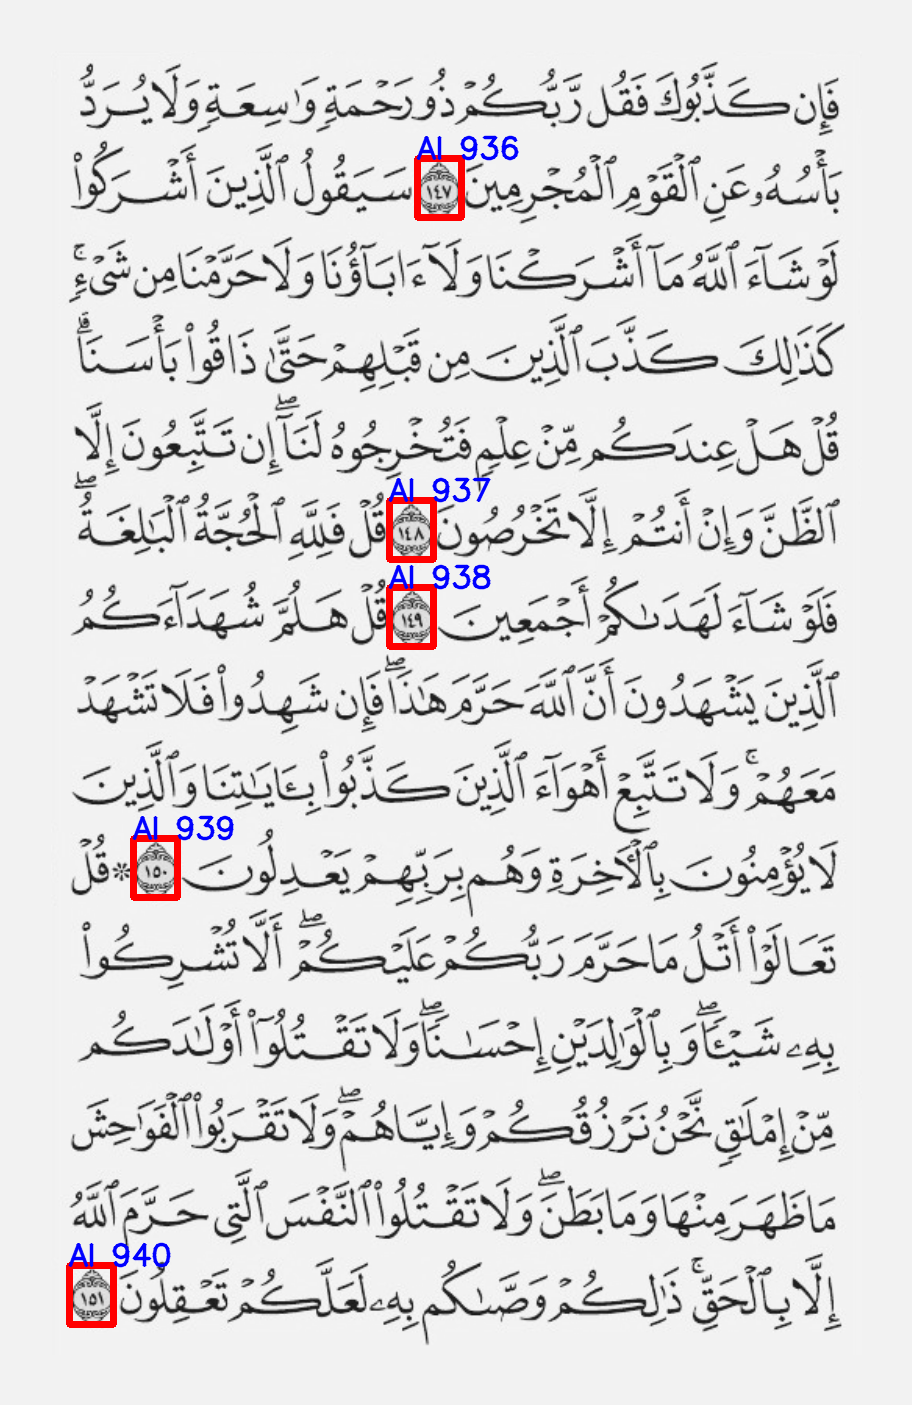 فَإِن كَذَّبُوكَ فَقُل رَّبُّكُمْ ذُو رَحْمَةٍ وَٰسِعَةٍ وَلَا يُرَدُّ
AI 936
بَأْسُهُۥ عَنِ ٱلْقَوْمِ ٱلْمُجْرِمِينَ ١٤٧ سَيَقُولُ ٱلَّذِينَ أَشْرَكُوا۟
لَوْ شَآءَ ٱللَّهُ مَآ أَشْرَكْنَا وَلَآ ءَابَآؤُنَا وَلَا حَرَّمْنَا مِن شَىْءٍ ۚ
كَذَٰلِكَ كَذَّبَ ٱلَّذِينَ مِن قَبْلِهِمْ حَتَّىٰ ذَاقُوا۟ بَأْسَنَا ۗ
قُلْ هَلْ عِندَكُم مِّنْ عِلْمٍ فَتُخْرِجُوهُ لَنَآ ۖ إِن تَتَّبِعُونَ إِلَّا
AI 937
ٱلظَّنَّ وَإِنْ أَنتُمْ إِلَّا تَخْرُصُونَ ١٤٨ قُلْ فَلِلَّهِ ٱلْحُجَّةُ ٱلْبَٰلِغَةُ ۖ
AI 938
فَلَوْ شَآءَ لَهَدَىٰكُمْ أَجْمَعِينَ ١٤٩ قُلْ هَلُمَّ شُهَدَآءَكُمُ
ٱلَّذِينَ يَشْهَدُونَ أَنَّ ٱللَّهَ حَرَّمَ هَٰذَا ۖ فَإِن شَهِدُوا۟ فَلَا تَشْهَدْ
مَعَهُمْ ۚ وَلَا تَتَّبِعْ أَهْوَآءَ ٱلَّذِينَ كَذَّبُوا۟ بِـَٔايَٰتِنَا وَٱلَّذِينَ
AI 939
لَا يُؤْمِنُونَ بِٱلْـَٔاخِرَةِ وَهُم بِرَبِّهِمْ يَعْدِلُونَ ١٥٠ ۞ قُلْ
تَعَالَوْا۟ أَتْلُ مَا حَرَّمَ رَبُّكُمْ عَلَيْكُمْ ۖ أَلَّا تُشْرِكُوا۟
بِهِۦ شَيْـًٔا ۖ وَبِٱلْوَٰلِدَيْنِ إِحْسَٰنًا ۖ وَلَا تَقْتُلُوٓا۟ أَوْلَٰدَكُم
مِّنْ إِمْلَٰقٍ نَّحْنُ نَرْزُقُكُمْ وَإِيَّاهُمْ ۖ وَلَا تَقْرَبُوا۟ ٱلْفَوَٰحِشَ
مَا ظَهَرَ مِنْهَا وَمَا بَطَنَ ۖ وَلَا تَقْتُلُوا۟ ٱلنَّفْسَ ٱلَّتِى حَرَّمَ ٱللَّهُ
AI 940
إِلَّا بِٱلْحَقِّ ۚ ذَٰلِكُمْ وَصَّىٰكُم بِهِۦ لَعَلَّكُمْ تَعْقِلُونَ ١٥١